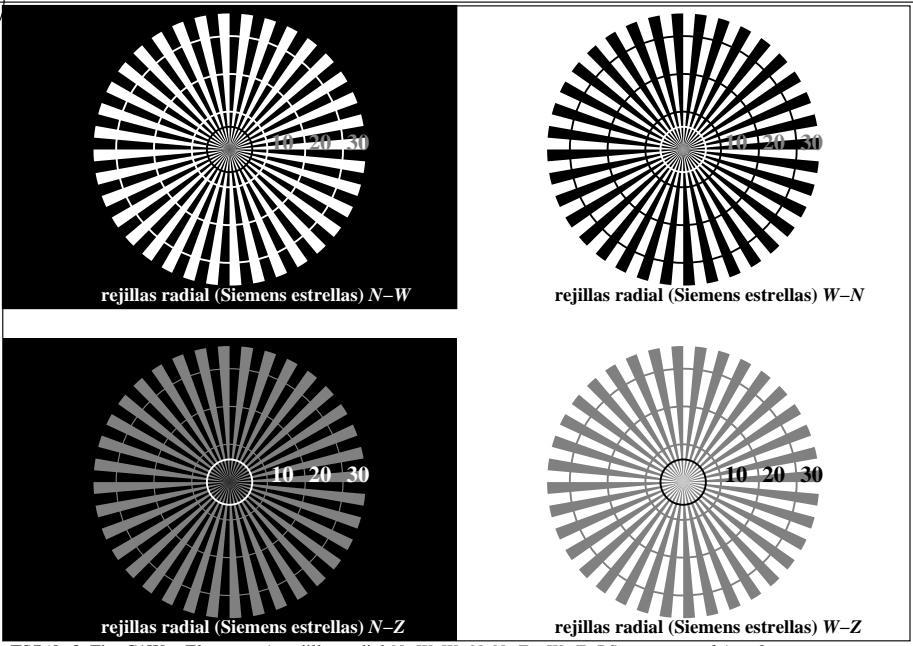 10 20 30
rejillas radial (Siemens estrellas) N–W
10 20 30
rejillas radial (Siemens estrellas) W–N
10 20 30
rejillas radial (Siemens estrellas) N–Z
10 20 30
rejillas radial (Siemens estrellas) W–Z